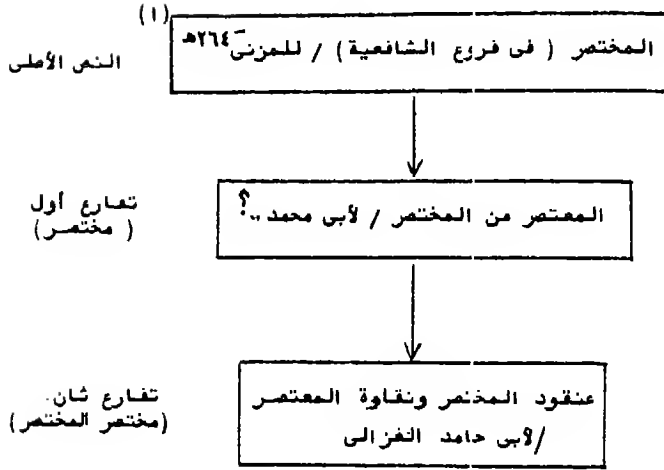 (١)
المختصر ( فى فروع الشافعية) / للمزنى ـ٢٦٤ﻫ
النص الأصلى
المعتصر من المختصر / لأبى محمد..؟
تفارع أول
( مختصر)
عنقود المختصر ونقاوة المعتصر
/لأبى حامد الغزالى
تفارع ثان.
(مختصر المختصر)